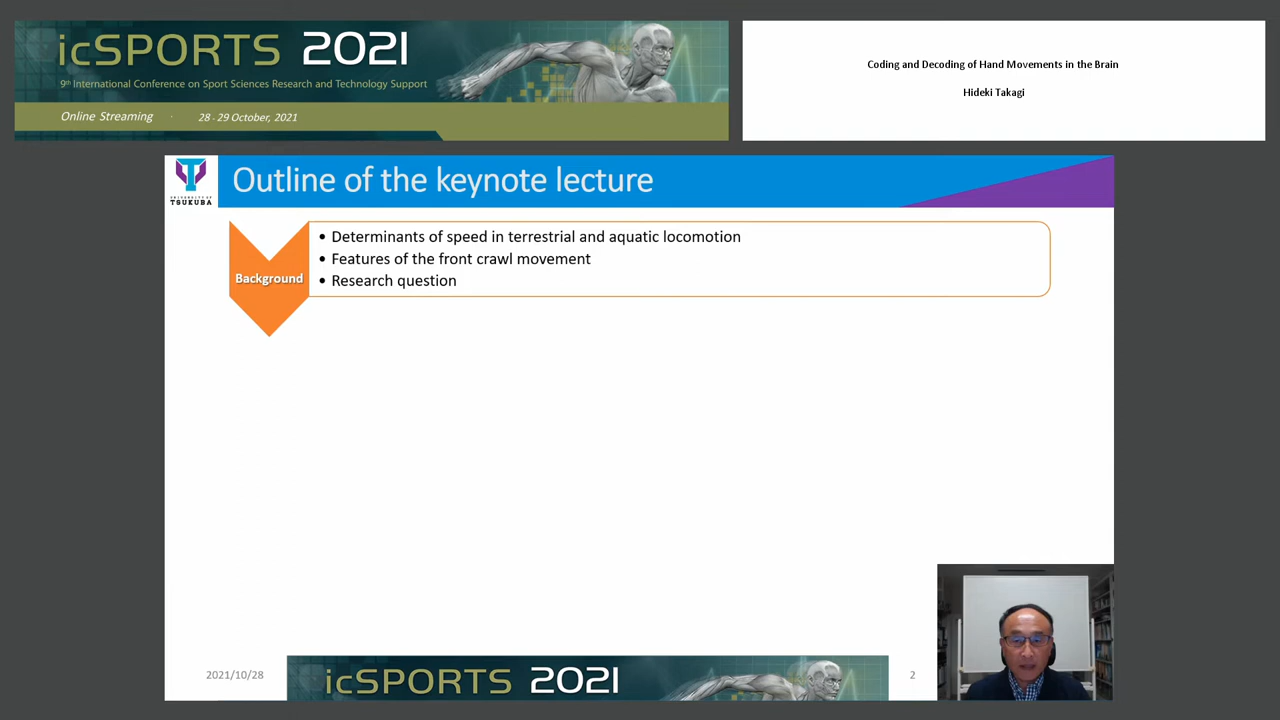 icSPORTS 2021
9th International Conference on Sport Sciences Research and Technology Support
Online Streaming · 28 - 29 October, 2021
Coding and Decoding of Hand Movements in the Brain
Hideki Takagi
UNIVERSITY OF
TSUKUBA
Outline of the keynote lecture
Background
• Determinants of speed in terrestrial and aquatic locomotion
• Features of the front crawl movement
• Research question
2021/10/28
icSPORTS 2021
2